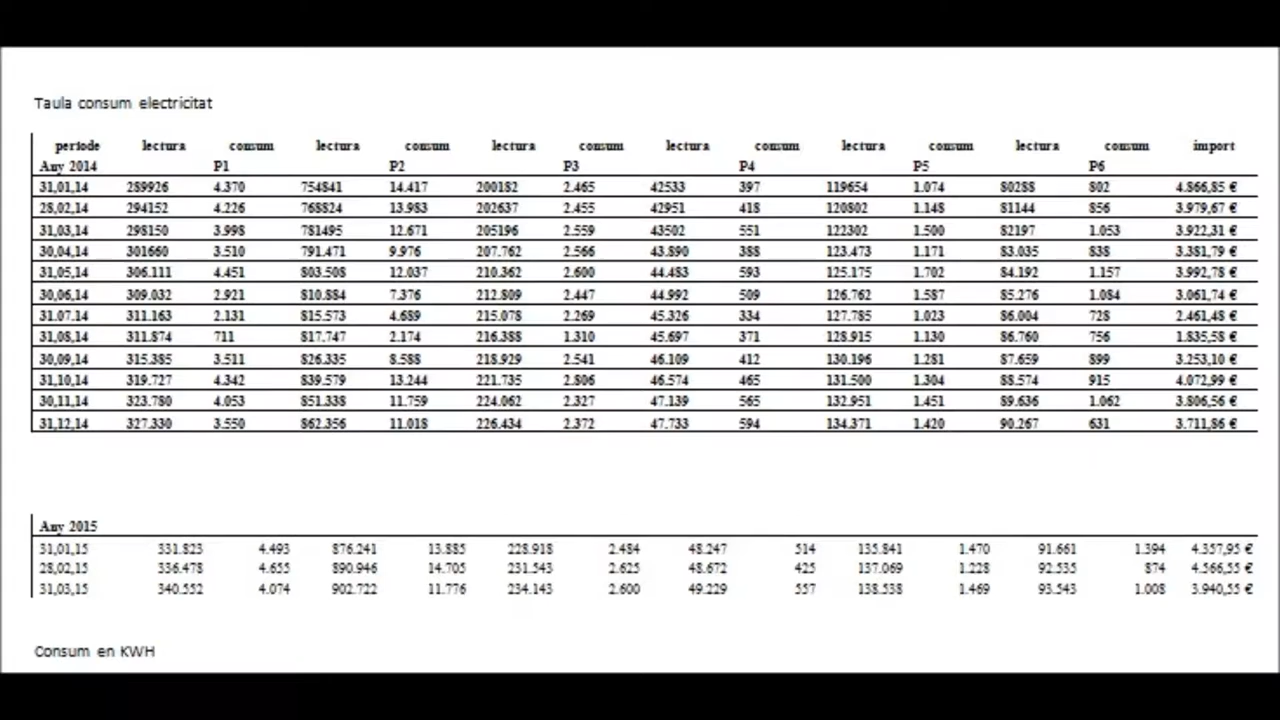 Taula consum electricitat
període lectura consum lectura consum lectura consum lectura consum lectura consum lectura consum import
Any 2014 P1 P2 P3 P4 P5 P6
31,01,14 289926 4.370 754841 14.417 200182 2.465 42533 397 119654 1.074 80288 802 4.866,85 €
28,02,14 294152 4.226 768824 13.983 202637 2.455 42951 418 120802 1.148 81144 856 3.979,67 €
31,03,14 298150 3.998 781495 12.671 205196 2.559 43502 551 122302 1.500 82197 1.053 3.922,31 €
30,04,14 301660 3.510 791.471 9.976 207.762 2.566 43.890 388 123.473 1.171 83.035 838 3.381,79 €
31,05,14 306.111 4.451 803.508 12.037 210.362 2.600 44.483 593 125.175 1.702 84.192 1.157 3.992,78 €
30,06,14 309.032 2.921 810.884 7.376 212.809 2.447 44.992 509 126.762 1.587 85.276 1.084 3.061,74 €
31,07.14 311.163 2.131 815.573 4.689 215.078 2.269 45.326 334 127.785 1.023 86.004 728 2.461,48 €
31,08,14 311.874 711 817.747 2.174 216.388 1.310 45.697 371 128.915 1.130 86.760 756 1.835,58 €
30,09,14 315.385 3.511 826.335 8.588 218.929 2.541 46.109 412 130.196 1.281 87.659 899 3.253,10 €
31,10,14 319.727 4.342 839.579 13.244 221.735 2.806 46.574 465 131.500 1.304 88.574 915 4.072,99 €
30,11,14 323.780 4.053 851.338 11.759 224.062 2.327 47.139 565 132.951 1.451 89.636 1.062 3.806,56 €
31,12,14 327.330 3.550 862.356 11.018 226.434 2.372 47.733 594 134.371 1.420 90.267 631 3.711,86 €
Any 2015
31,01,15 331.823 4.493 876.241 13.885 228.918 2.484 48.247 514 135.841 1.470 91.661 1.394 4.357,95 €
28,02,15 336.478 4.655 890.946 14.705 231.543 2.625 48.672 425 137.069 1.228 92.535 874 4.566,55 €
31,03,15 340.552 4.074 902.722 11.776 234.143 2.600 49.229 557 138.538 1.469 93.543 1.008 3.940,55 €
Consum en KWH